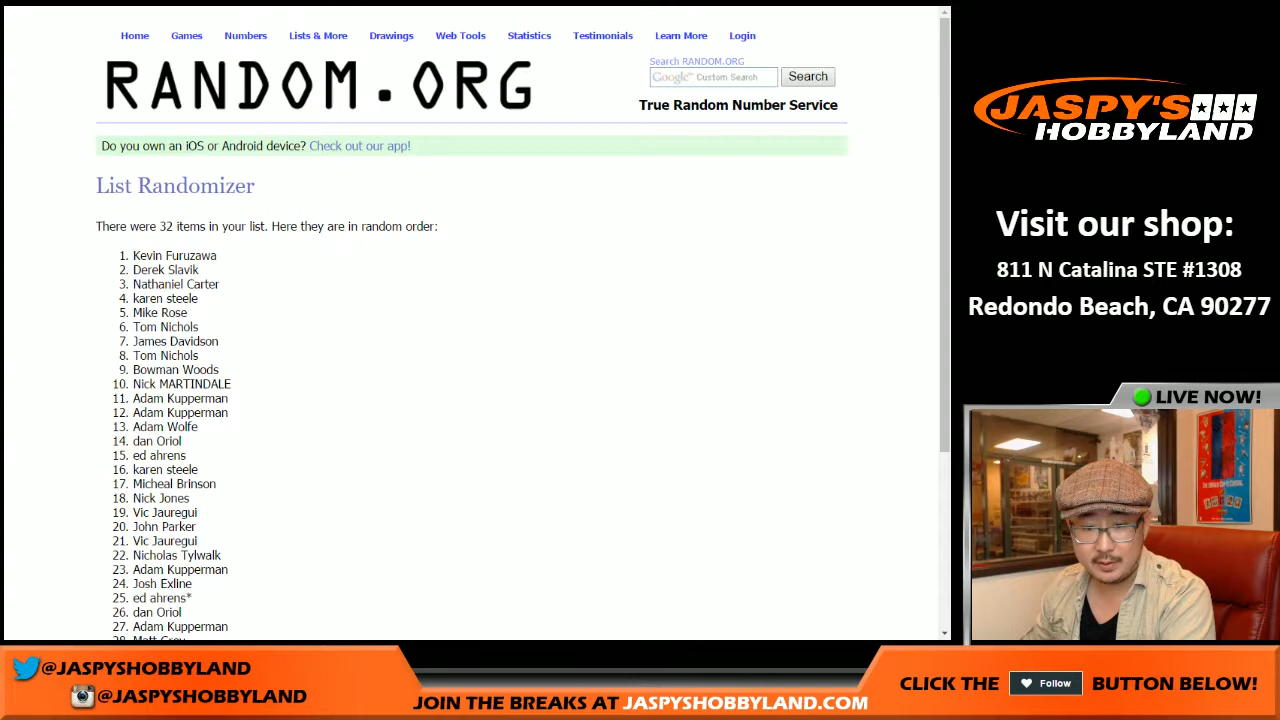 Home Games Numbers Lists & More Drawings Web Tools Statistics Testimonials Learn More Login
RANDOM.ORG
Search RANDOM.ORG
Google™ Custom Search Search
True Random Number Service
Do you own an iOS or Android device? Check out our app!
List Randomizer
There were 32 items in your list. Here they are in random order:
1. Kevin Furuzawa
2. Derek Slavik
3. Nathaniel Carter
4. karen steele
5. Mike Rose
6. Tom Nichols
7. James Davidson
8. Tom Nichols
9. Bowman Woods
10. Nick MARTINDALE
11. Adam Kupperman
12. Adam Kupperman
13. Adam Wolfe
14. dan Oriol
15. ed ahrens
16. karen steele
17. Micheal Brinson
18. Nick Jones
19. Vic Jauregui
20. John Parker
21. Vic Jauregui
22. Nicholas Tylwalk
23. Adam Kupperman
24. Josh Exline
25. ed ahrens*
26. dan Oriol
27. Adam Kupperman
JASPY'S
HOBBYLAND
Visit our shop:
811 N Catalina STE #1308
Redondo Beach, CA 90277
LIVE NOW!
@JASPYSHOBBYLAND
@JASPYSHOBBYLAND
JOIN THE BREAKS AT JASPYSHOBBYLAND.COM
CLICK THE Follow BUTTON BELOW!